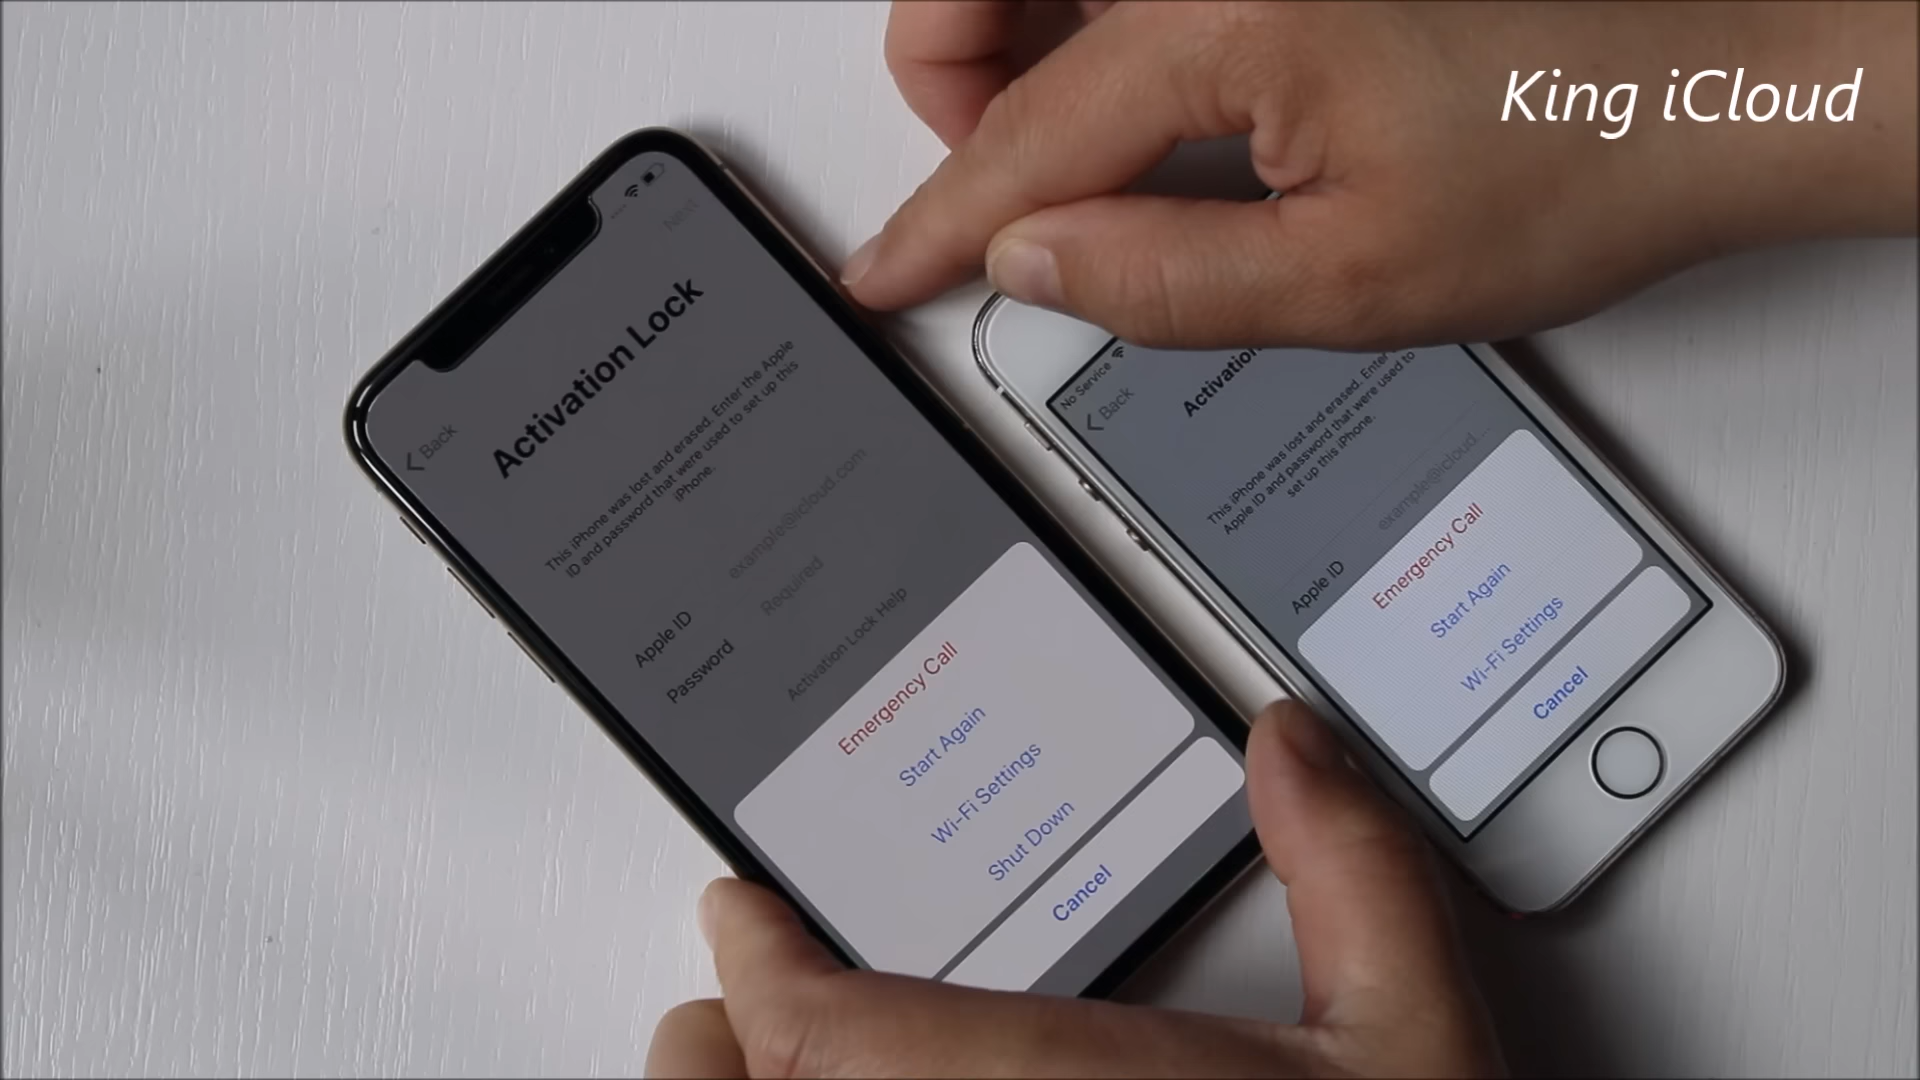 King iCloud
Next
Back
Activation Lock
This iPhone was lost and erased. Enter the Apple
ID and password that were used to set up this
iPhone.
Apple ID example@icloud.com
Password Required
Activation Lock Help
Emergency Call
Start Again
Wi-Fi Settings
Shut Down
Cancel
No Service
Back
Activation
This iPhone was lost and erased. Enter
Apple ID and password that were used to
set up this iPhone.
Apple ID example@icloud....
Emergency Call
Start Again
Wi-Fi Settings
Cancel